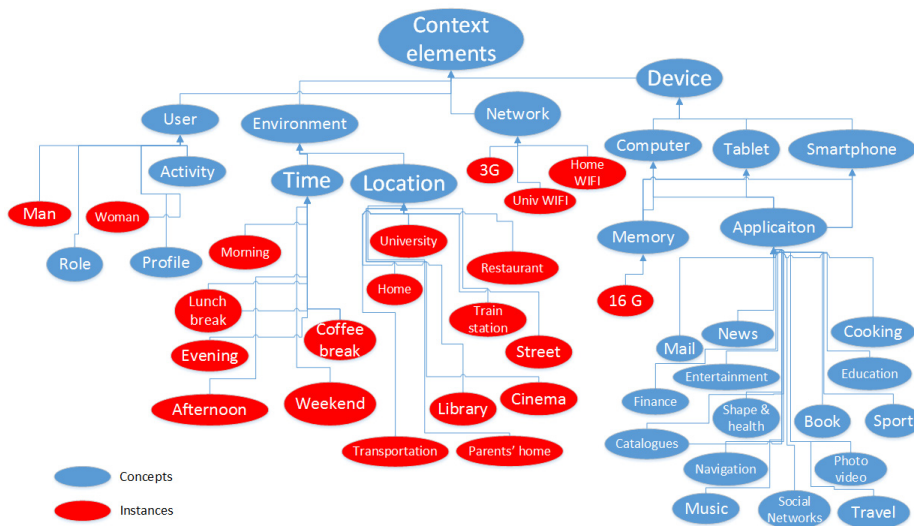 Context
elements
Device
User
Environment
Network
Computer
Tablet
Smartphone
Activity
Time
Location
3G
Home
WIFI
Univ WIFI
Man
Woman
Role
Profile
Morning
University
Restaurant
Memory
Applicaiton
Home
Lunch
break
Train
station
16 G
Coffee
break
Evening
Street
Mail
News
Cooking
Entertainment
Education
Afternoon
Weekend
Library
Cinema
Finance
Shape &
health
Book
Sport
Catalogues
Transportation
Parents’ home
Navigation
Photo
video
Music
Social
Networks
Travel
Concepts
Instances